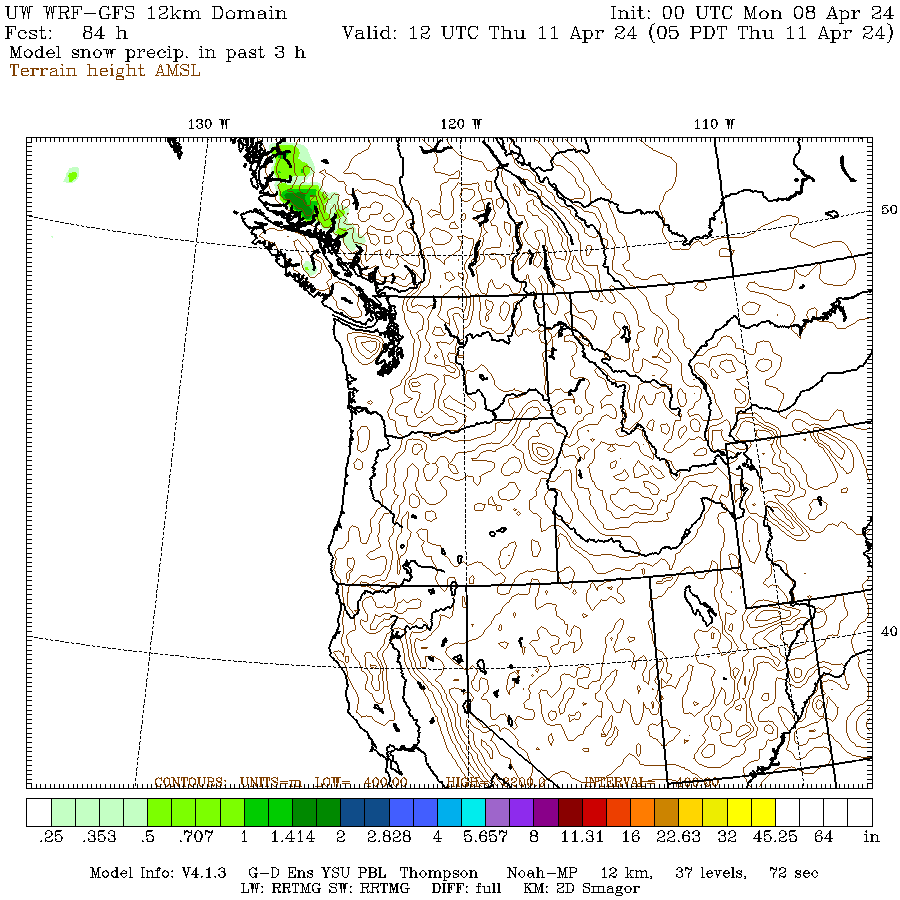 UW WRF-GFS 12km Domain Init: 00 UTC Mon 08 Apr 24
Fcst: 84 h Valid: 12 UTC Thu 11 Apr 24 (05 PDT Thu 11 Apr 24)
Model snow precip. in past 3 h
Terrain height AMSL
130 W 120 W 110 W
50
40
CONTOURS: UNITS=m LOW= 400.00 HIGH= 3200.0 INTERVAL= 400.00
.25 .353 .5 .707 1 1.414 2 2.828 4 5.657 8 11.31 16 22.63 32 45.25 64 in
Model Info: V4.1.3 G-D Ens YSU PBL Thompson Noah-MP 12 km, 37 levels, 72 sec
LW: RRTMG SW: RRTMG DIFF: full KM: 2D Smagor